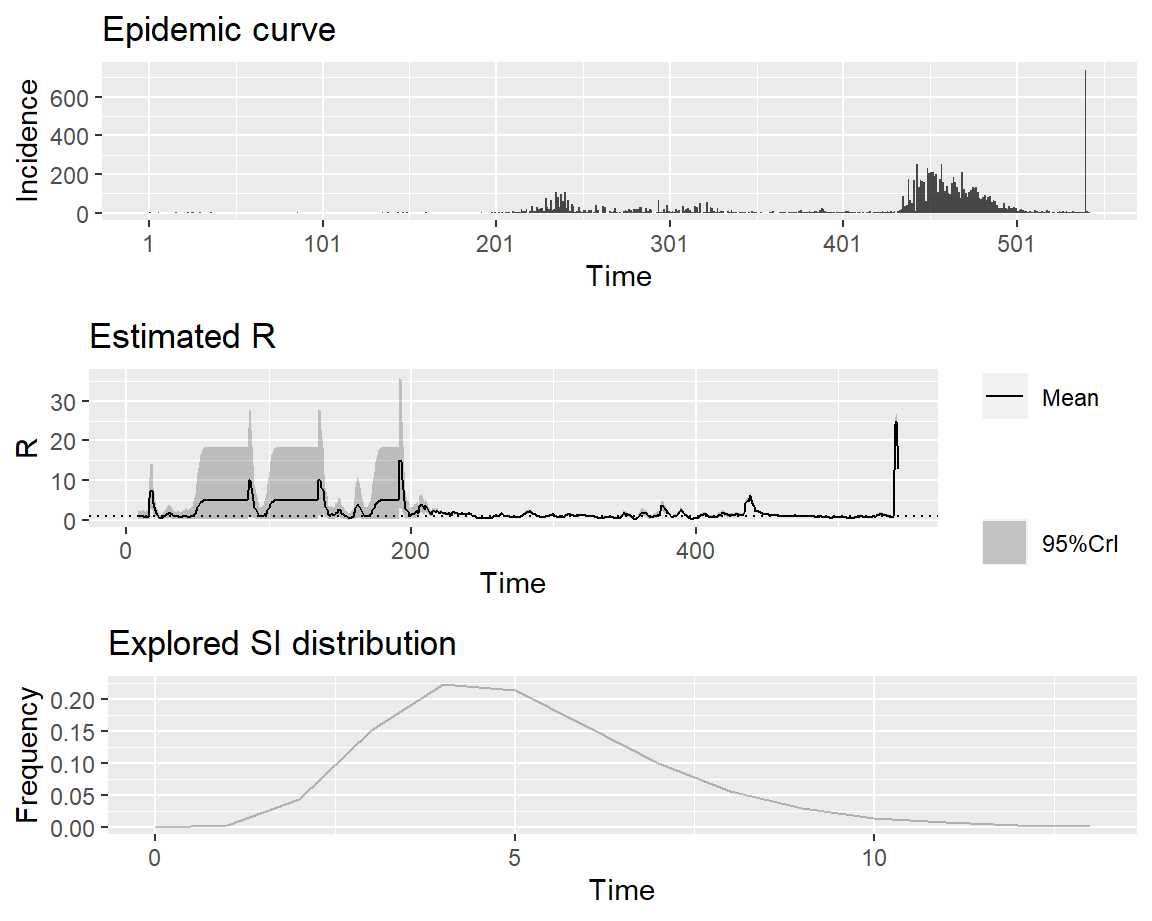 Epidemic curve
Incidence
600
400
200
0
1 101 201 301 401 501
Time
Estimated R
R
30
20
10
0
0 200 400
Time
Mean
95%CrI
Explored SI distribution
Frequency
0.20
0.15
0.10
0.05
0.00
0 5 10
Time